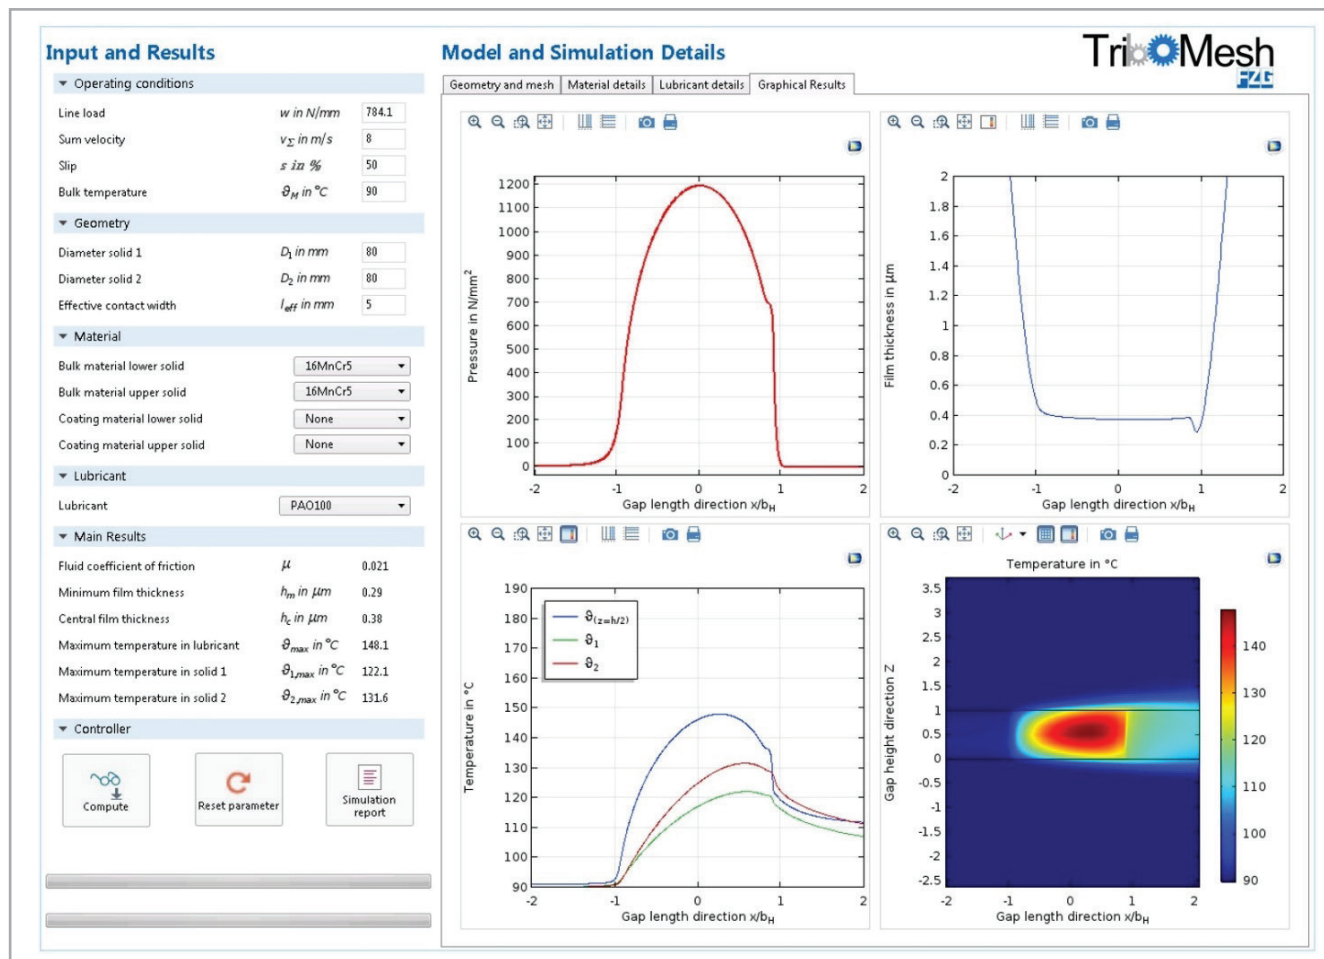 Input and Results
▼ Operating conditions
Line load w in N/mm 784.1
Sum velocity vΣ in m/s 8
Slip s in % 50
Bulk temperature ϑM in °C 90
▼ Geometry
Diameter solid 1 D1 in mm 80
Diameter solid 2 D2 in mm 80
Effective contact width leff in mm 5
▼ Material
Bulk material lower solid 16MnCr5
Bulk material upper solid 16MnCr5
Coating material lower solid None
Coating material upper solid None
▼ Lubricant
Lubricant PAO100
▼ Main Results
Fluid coefficient of friction μ 0.021
Minimum film thickness hm in μm 0.29
Central film thickness hc in μm 0.38
Maximum temperature in lubricant ϑmax in °C 148.1
Maximum temperature in solid 1 ϑ1,max in °C 122.1
Maximum temperature in solid 2 ϑ2,max in °C 131.6
▼ Controller
Compute
Reset parameter
Simulation
report
Model and Simulation Details
TriboMesh
FZG
Geometry and mesh Material details Lubricant details Graphical Results
Pressure in N/mm²
1200
1100
1000
900
800
700
600
500
400
300
200
100
0
-2 -1 0 1 2
Gap length direction x/bH
Film thickness in μm
2
1.8
1.6
1.4
1.2
1
0.8
0.6
0.4
0.2
0
-2 -1 0 1 2
Gap length direction x/bH
Temperature in °C
190
180
170
160
150
140
130
120
110
100
90
ϑ(z=h/2)
ϑ1
ϑ2
-2 -1 0 1 2
Gap length direction x/bH
Temperature in °C
Gap height direction Z
3.5
3
2.5
2
1.5
1
0.5
0
-0.5
-1
-1.5
-2
-2.5
-2 -1 0 1 2
Gap length direction x/bH
140
130
120
110
100
90